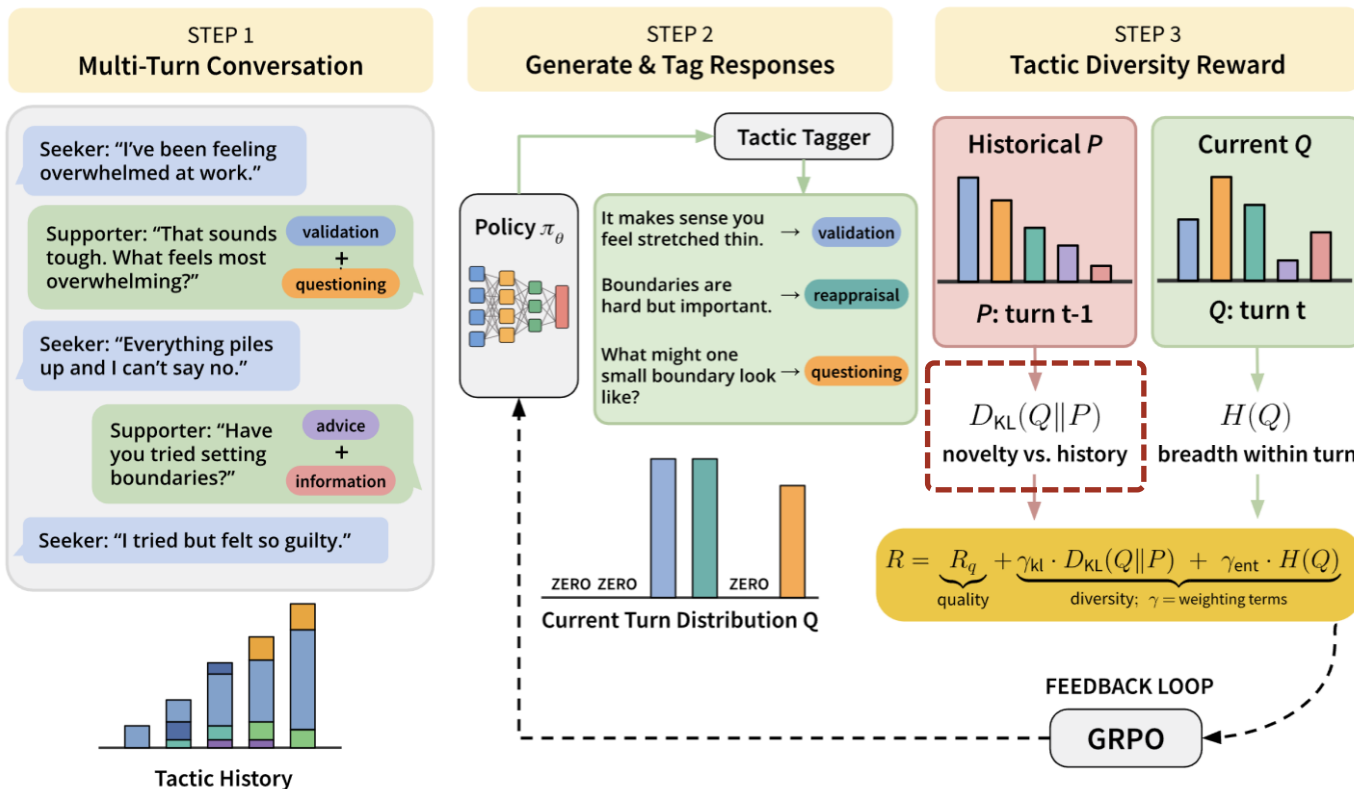 STEP 1
Multi-Turn Conversation
Seeker: “I’ve been feeling
overwhelmed at work.”
Supporter: “That sounds
tough. What feels most
overwhelming?”
validation
+
questioning
Seeker: “Everything piles
up and I can’t say no.”
Supporter: “Have
you tried setting
boundaries?”
advice
+
information
Seeker: “I tried but felt so guilty.”
Tactic History
STEP 2
Generate & Tag Responses
Tactic Tagger
Policy π_θ
It makes sense you
feel stretched thin.
→ validation
Boundaries are
hard but important.
→ reappraisal
What might one
small boundary look
like?
→ questioning
ZERO ZERO ZERO
Current Turn Distribution Q
STEP 3
Tactic Diversity Reward
Historical P
P: turn t-1
Current Q
Q: turn t
D_KL(Q∥P)
novelty vs. history
H(Q)
breadth within turn
R = R_q + γ_kl · D_KL(Q∥P) + γ_ent · H(Q)
quality
diversity; γ = weighting terms
FEEDBACK LOOP
GRPO